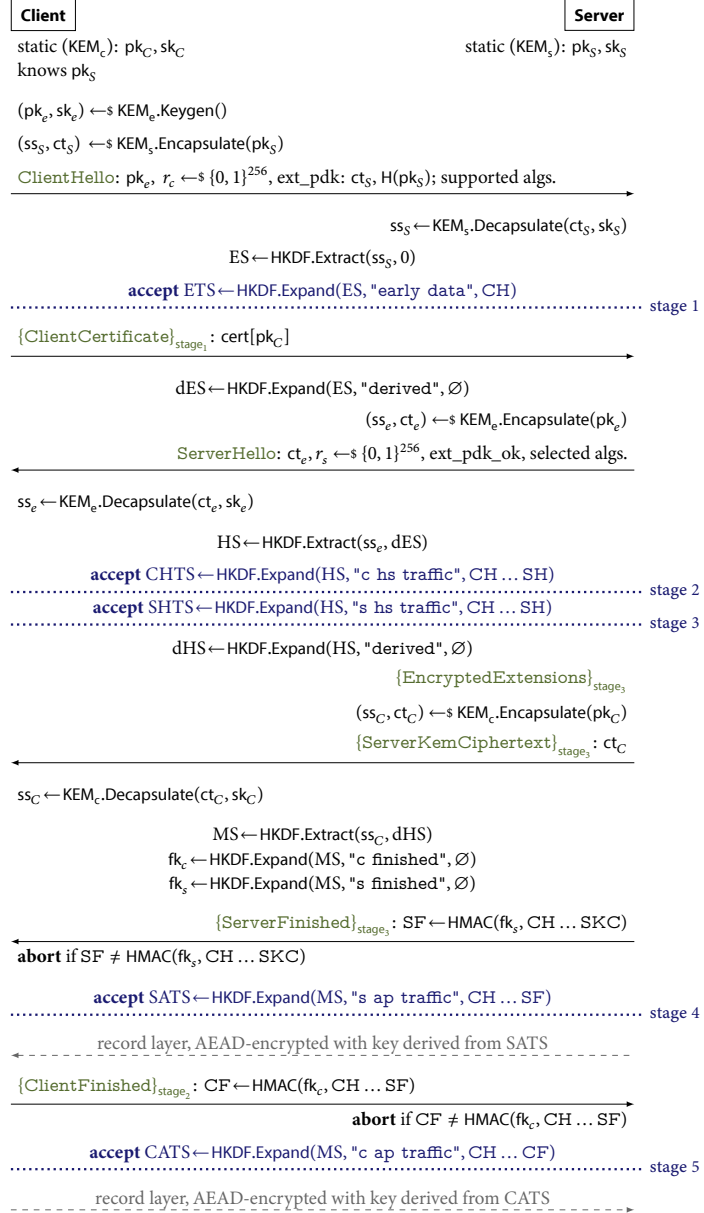 Client Server
static (KEM_c): pk_C, sk_C static (KEM_s): pk_S, sk_S
knows pk_S
(pk_e, sk_e) ←$ KEM_e.Keygen()
(ss_S, ct_S) ←$ KEM_s.Encapsulate(pk_S)
ClientHello: pk_e, r_c ←$ {0, 1}^256, ext_pdk: ct_S, H(pk_S); supported algs.
ss_S←KEM_s.Decapsulate(ct_S, sk_S)
ES←HKDF.Extract(ss_S, 0)
accept ETS←HKDF.Expand(ES, "early data", CH)
stage 1
{ClientCertificate}_stage_1: cert[pk_C]
dES←HKDF.Expand(ES, "derived", ∅)
(ss_e, ct_e) ←$ KEM_e.Encapsulate(pk_e)
ServerHello: ct_e, r_s ←$ {0, 1}^256, ext_pdk_ok, selected algs.
ss_e←KEM_e.Decapsulate(ct_e, sk_e)
HS←HKDF.Extract(ss_e, dES)
accept CHTS←HKDF.Expand(HS, "c hs traffic", CH … SH)
stage 2
accept SHTS←HKDF.Expand(HS, "s hs traffic", CH … SH)
stage 3
dHS←HKDF.Expand(HS, "derived", ∅)
{EncryptedExtensions}_stage_3
(ss_C, ct_C) ←$ KEM_c.Encapsulate(pk_C)
{ServerKemCiphertext}_stage_3: ct_C
ss_C←KEM_c.Decapsulate(ct_C, sk_C)
MS←HKDF.Extract(ss_C, dHS)
fk_c←HKDF.Expand(MS, "c finished", ∅)
fk_s←HKDF.Expand(MS, "s finished", ∅)
{ServerFinished}_stage_3: SF←HMAC(fk_s, CH … SKC)
abort if SF ≠ HMAC(fk_s, CH … SKC)
accept SATS←HKDF.Expand(MS, "s ap traffic", CH … SF)
stage 4
record layer, AEAD-encrypted with key derived from SATS
{ClientFinished}_stage_2: CF←HMAC(fk_c, CH … SF)
abort if CF ≠ HMAC(fk_c, CH … SF)
accept CATS←HKDF.Expand(MS, "c ap traffic", CH … CF)
stage 5
record layer, AEAD-encrypted with key derived from CATS